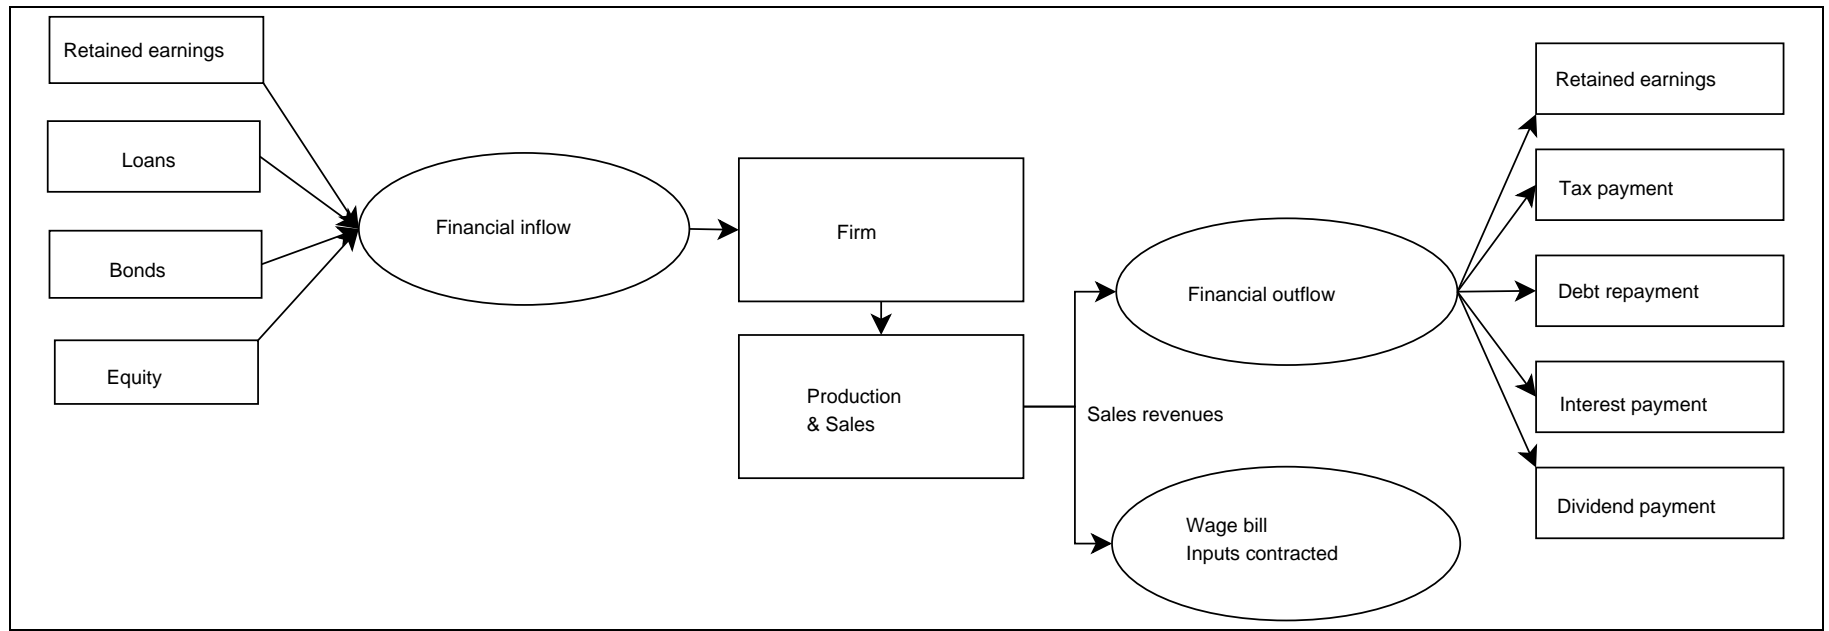 Retained earnings
Loans
Bonds
Equity
Financial inflow
Firm
Production
& Sales
Sales revenues
Financial outflow
Wage bill
Inputs contracted
Retained earnings
Tax payment
Debt repayment
Interest payment
Dividend payment